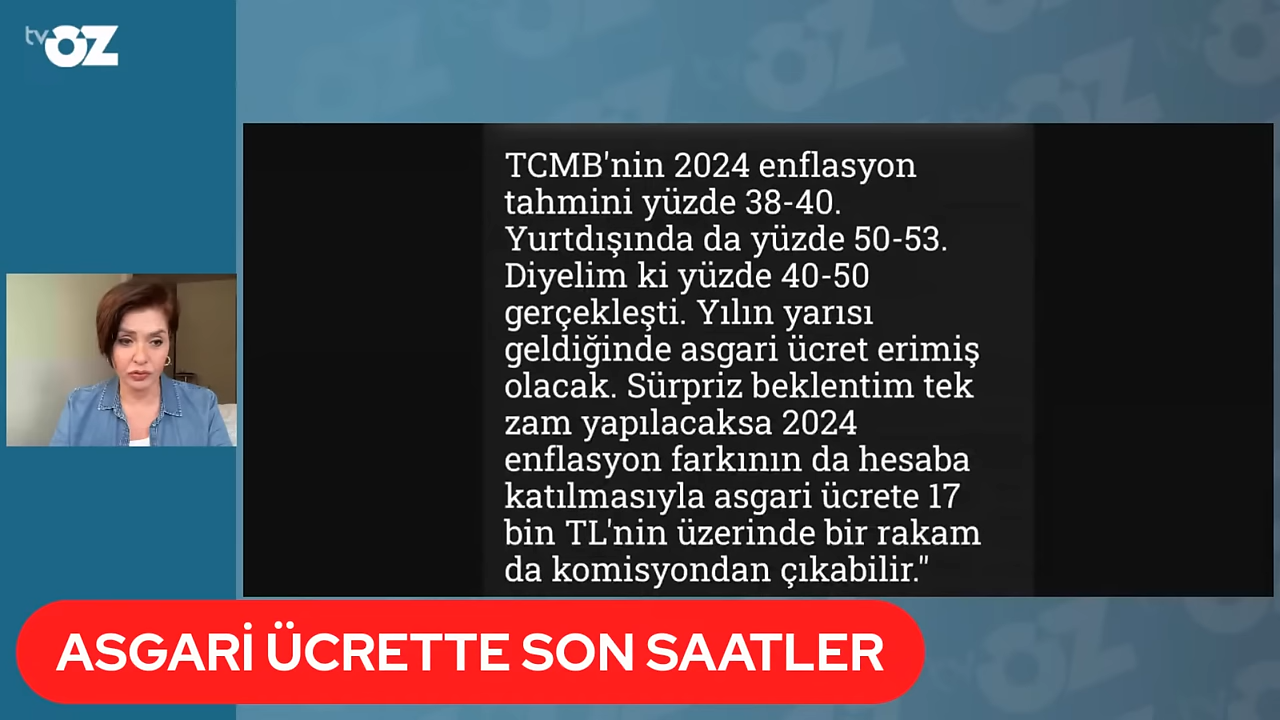 tv ÖZ
TCMB'nin 2024 enflasyon
tahmini yüzde 38-40.
Yurtdışında da yüzde 50-53.
Diyelim ki yüzde 40-50
gerçekleşti. Yılın yarısı
geldiğinde asgari ücret erimiş
olacak. Sürpriz beklentim tek
zam yapılacaksa 2024
enflasyon farkının da hesaba
katılmasıyla asgari ücrete 17
bin TL'nin üzerinde bir rakam
da komisyondan çıkabilir."
ASGARİ ÜCRETTE SON SAATLER